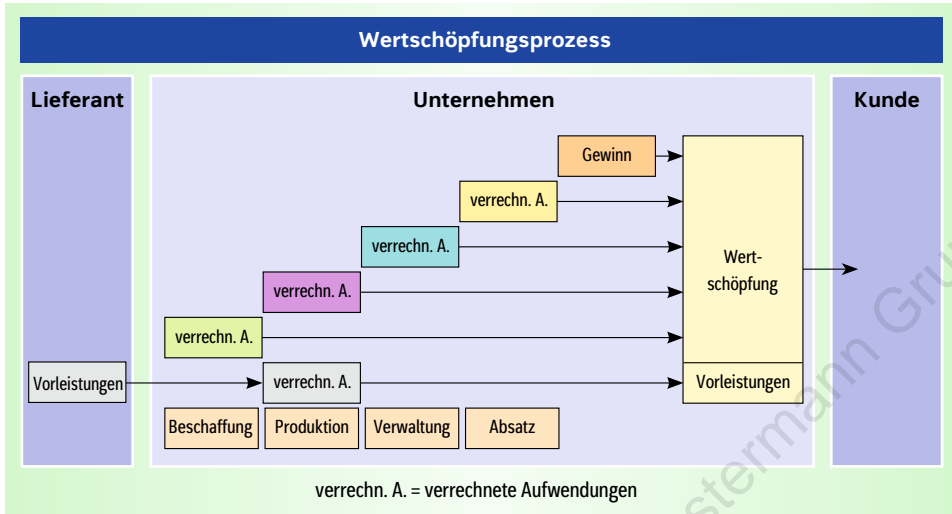 Wertschöpfungsprozess
Lieferant
Unternehmen
Kunde
Gewinn
verrechn. A.
verrechn. A.
verrechn. A.
verrechn. A.
Wert-
schöpfung
Vorleistungen
verrechn. A.
Vorleistungen
Beschaffung
Produktion
Verwaltung
Absatz
verrechn. A. = verrechnete Aufwendungen